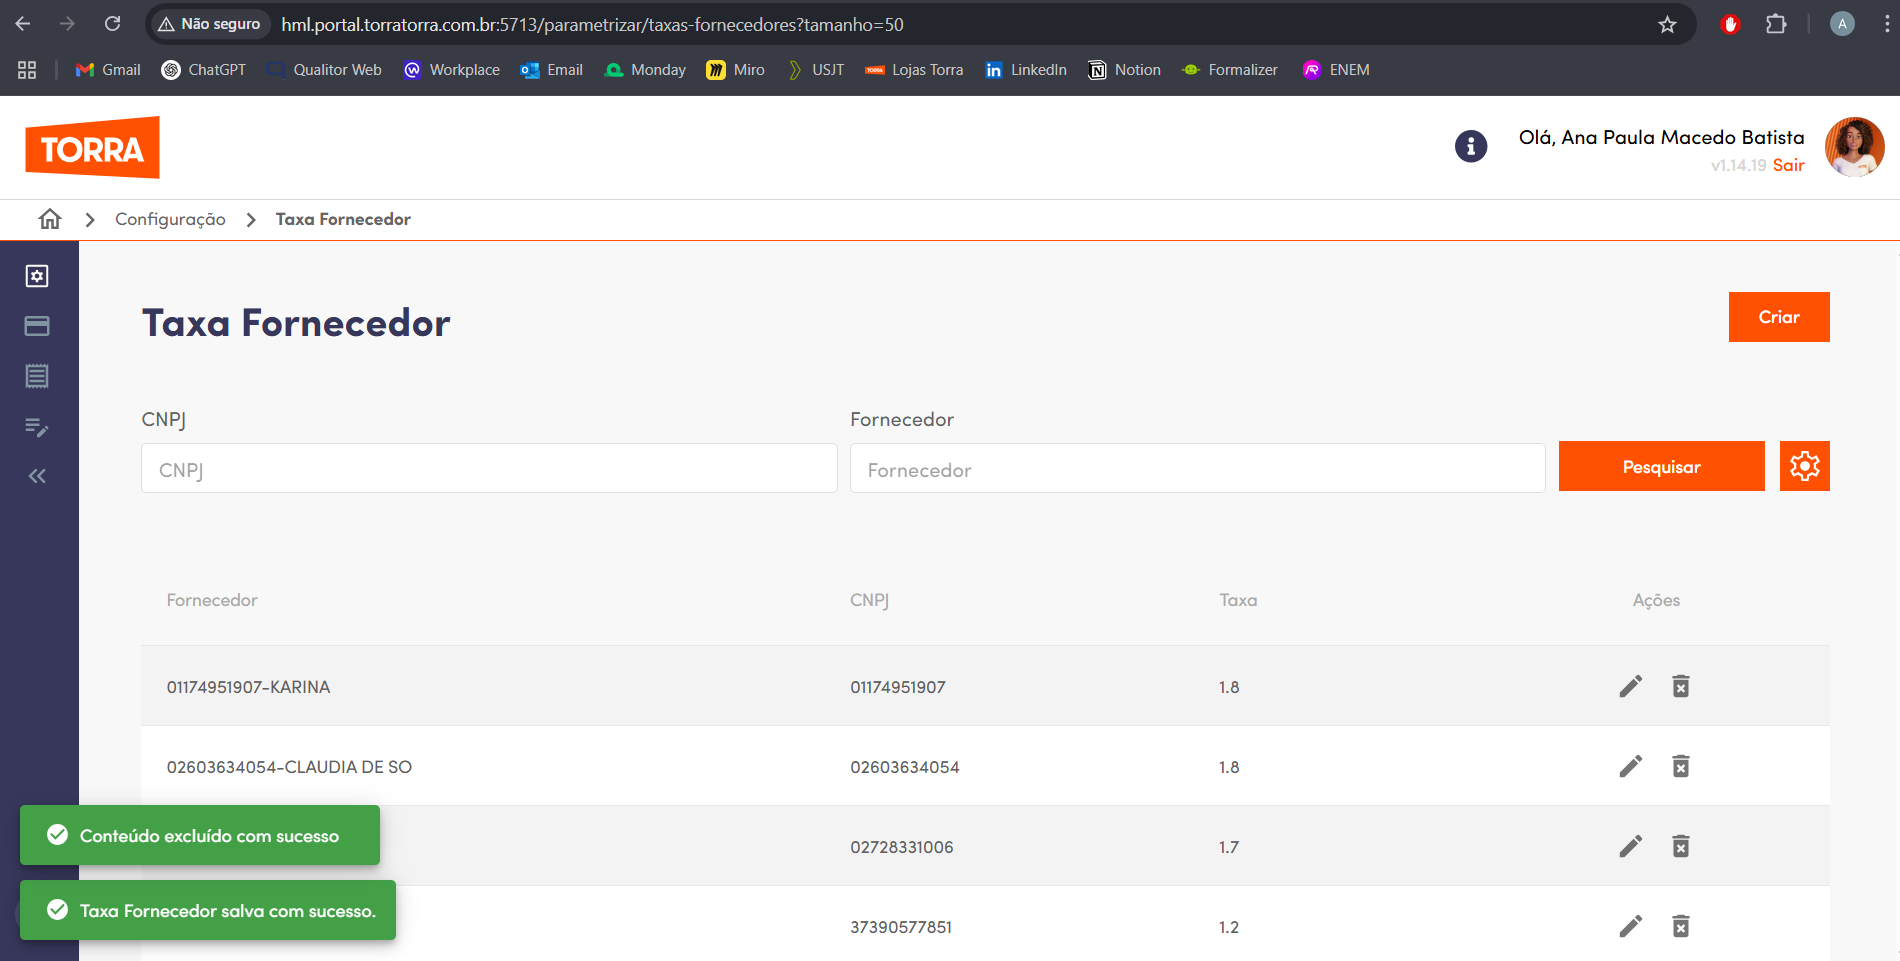 Não seguro
hml.portal.torratorra.com.br:5713/parametrizar/taxas-fornecedores?tamanho=50
A
Gmail
ChatGPT
Qualitor Web
Workplace
Email
Monday
Miro
USJT
Lojas Torra
LinkedIn
Notion
Formalizer
ENEM
TORRA
Olá, Ana Paula Macedo Batista
v1.14.19 Sair
Configuração
Taxa Fornecedor
Taxa Fornecedor
Criar
CNPJ
Fornecedor
CNPJ
Fornecedor
Pesquisar
Fornecedor CNPJ Taxa Ações
01174951907-KARINA 01174951907 1.8
02603634054-CLAUDIA DE SO 02603634054 1.8
02728331006 1.7
37390577851 1.2
Conteúdo excluído com sucesso
Taxa Fornecedor salva com sucesso.